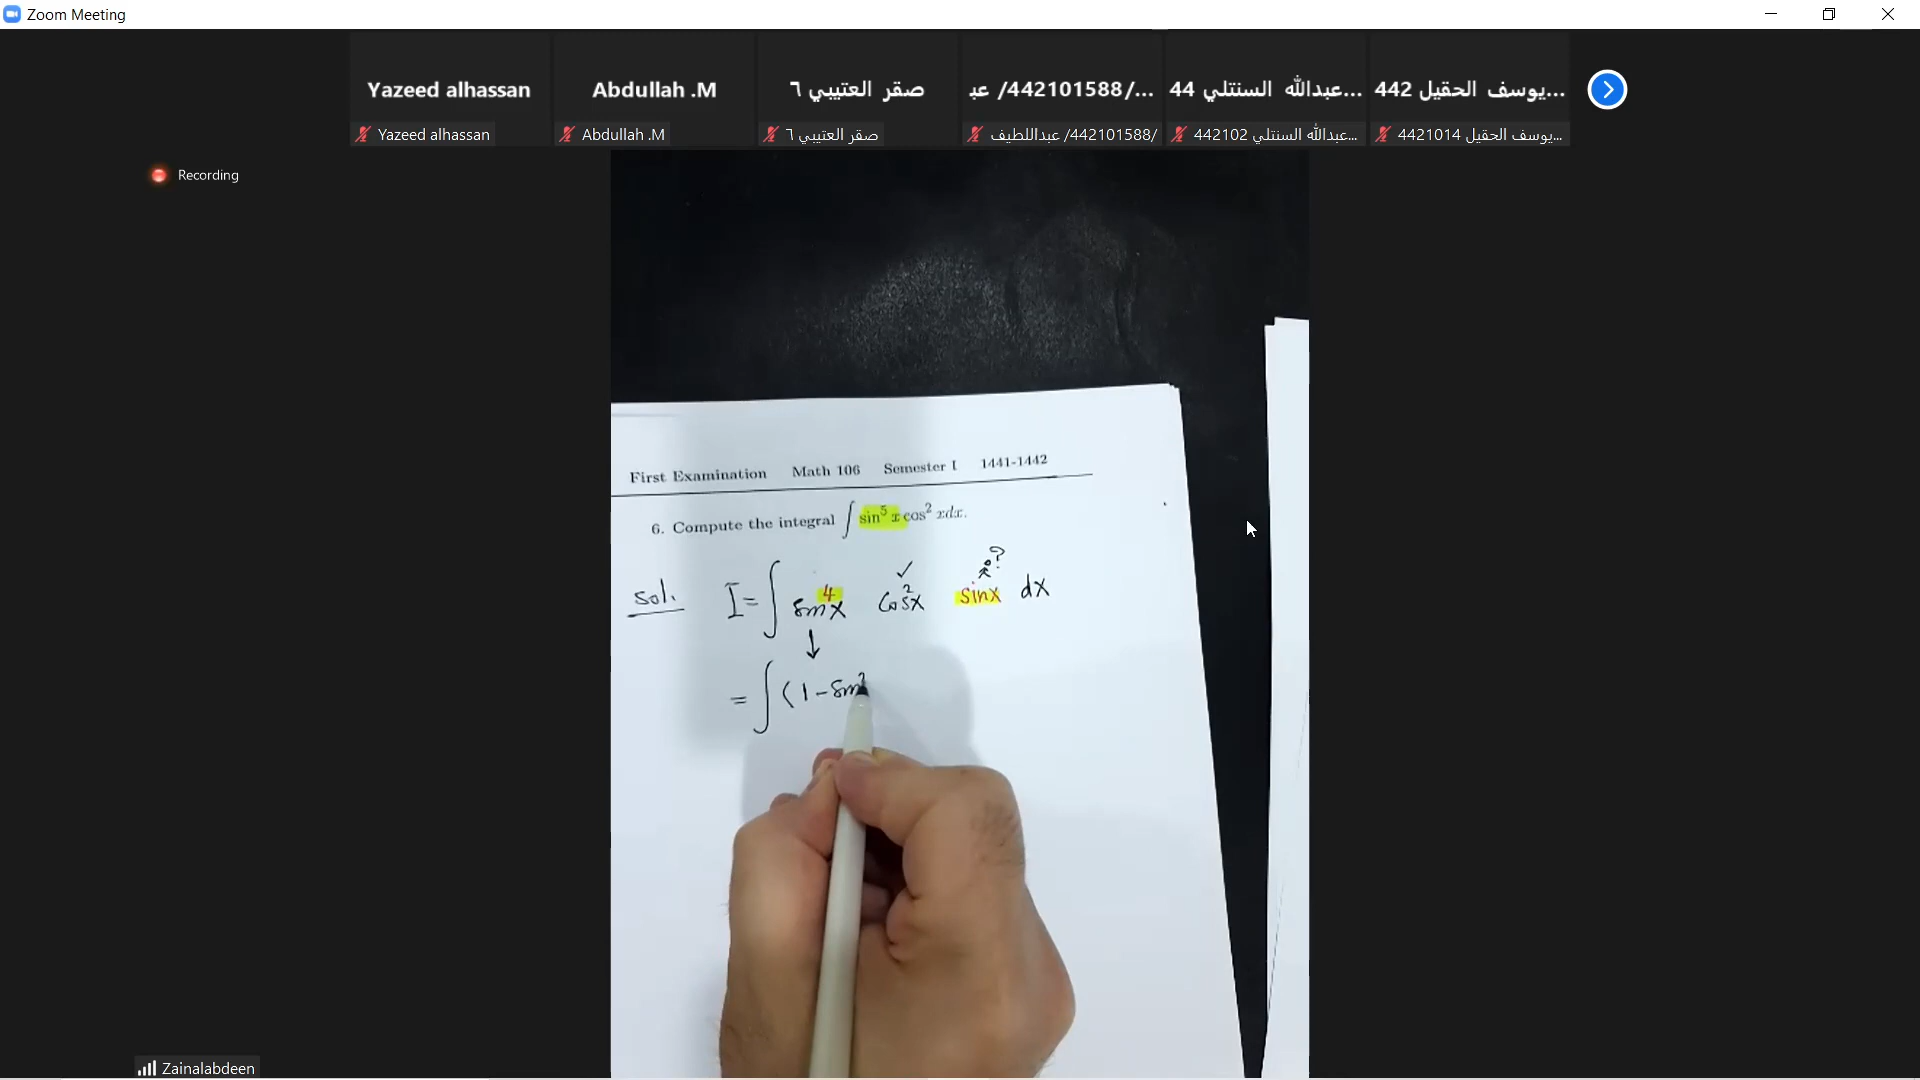 Zoom Meeting
Yazeed alhassan
Abdullah .M
صقر العتيبي ٦
عب /442101588/...
عبدالله السنتلي 44...
يوسف الحقيل 442...
Yazeed alhassan
Abdullah .M
صقر العتيبي ٦
عبداللطيف /442101588/
عبدالله السنتلي 442102...
يوسف الحقيل 4421014...
Recording
First Examination Math 106 Semester I 1441-1442
6. Compute the integral ∫ sin⁵ x cos² xdx.
sol. I = ∫ sin⁴x cos²x sinx dx
?
= ∫ (1 - sin²
Zainalabdeen